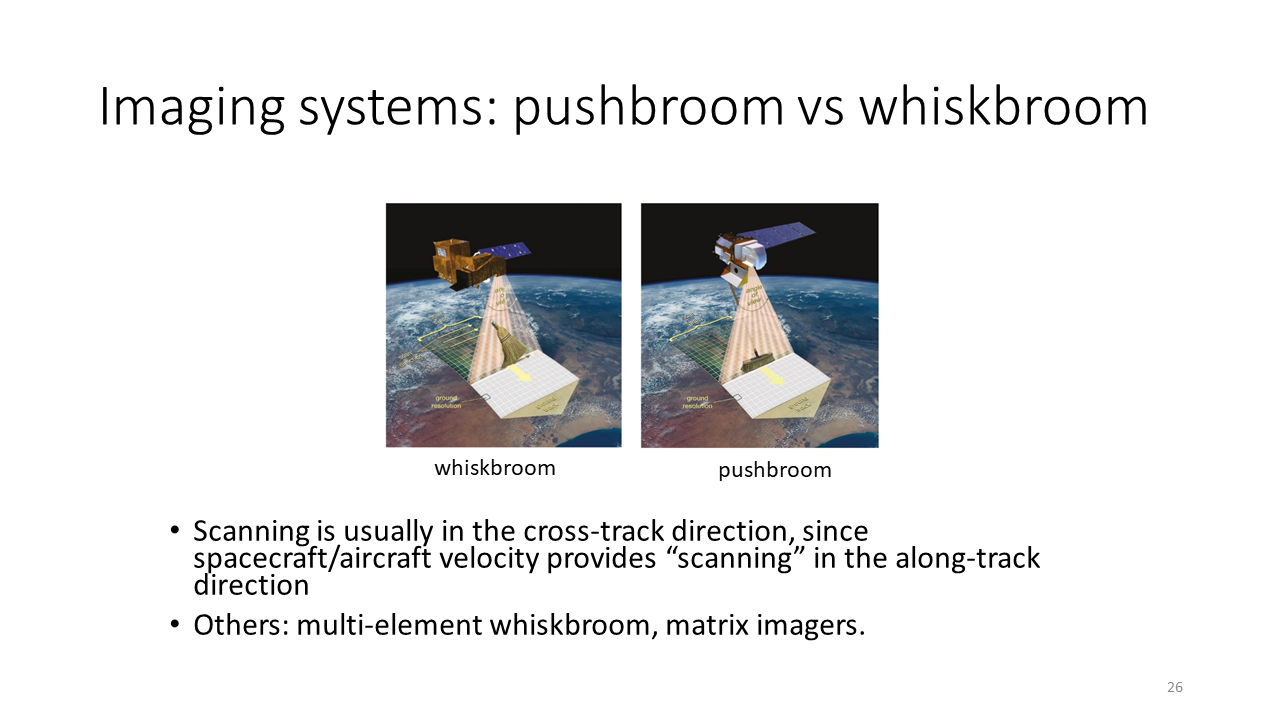 Imaging systems: pushbroom vs whiskbroom
ground
resolution
ground
resolution
whiskbroom
pushbroom
• Scanning is usually in the cross-track direction, since
spacecraft/aircraft velocity provides “scanning” in the along-track
direction
• Others: multi-element whiskbroom, matrix imagers.
26